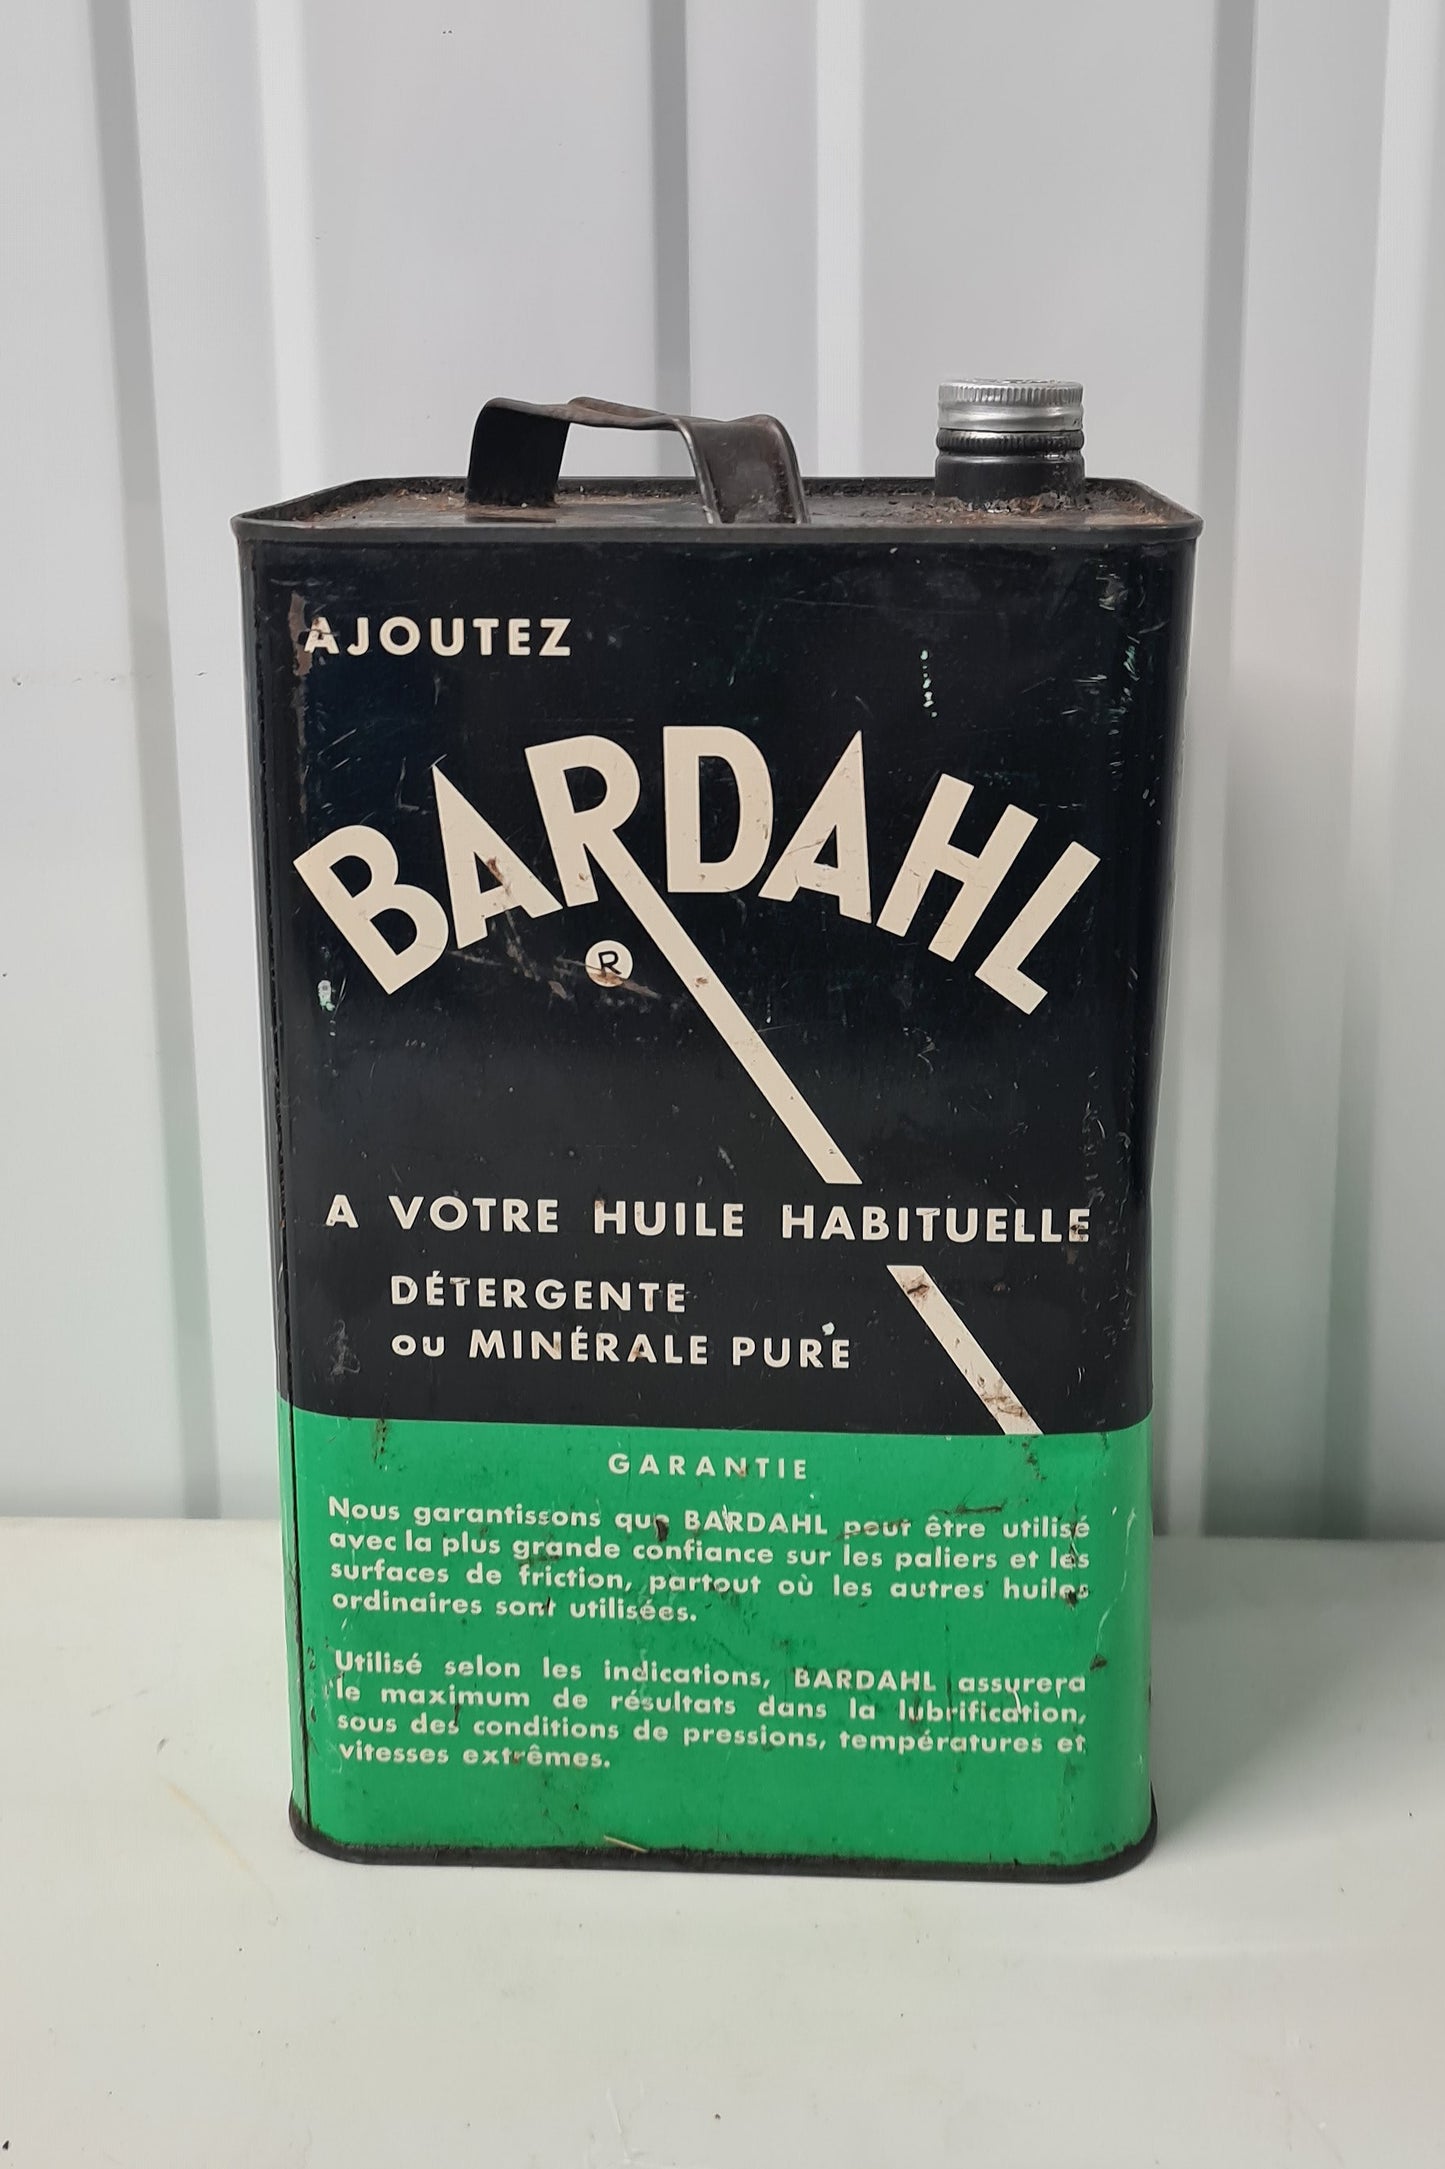 AJOUTEZ
BARDAHL
®
A VOTRE HUILE HABITUELLE
DÉTERGENTE
OU MINÉRALE PURE
GARANTIE
Nous garantissons que BARDAHL peut être utilisé
avec la plus grande confiance sur les paliers et les
surfaces de friction, partout où les autres huiles
ordinaires sont utilisées.
Utilisé selon les indications, BARDAHL assurera
le maximum de résultats dans la lubrification,
sous des conditions de pressions, températures et
vitesses extrêmes.